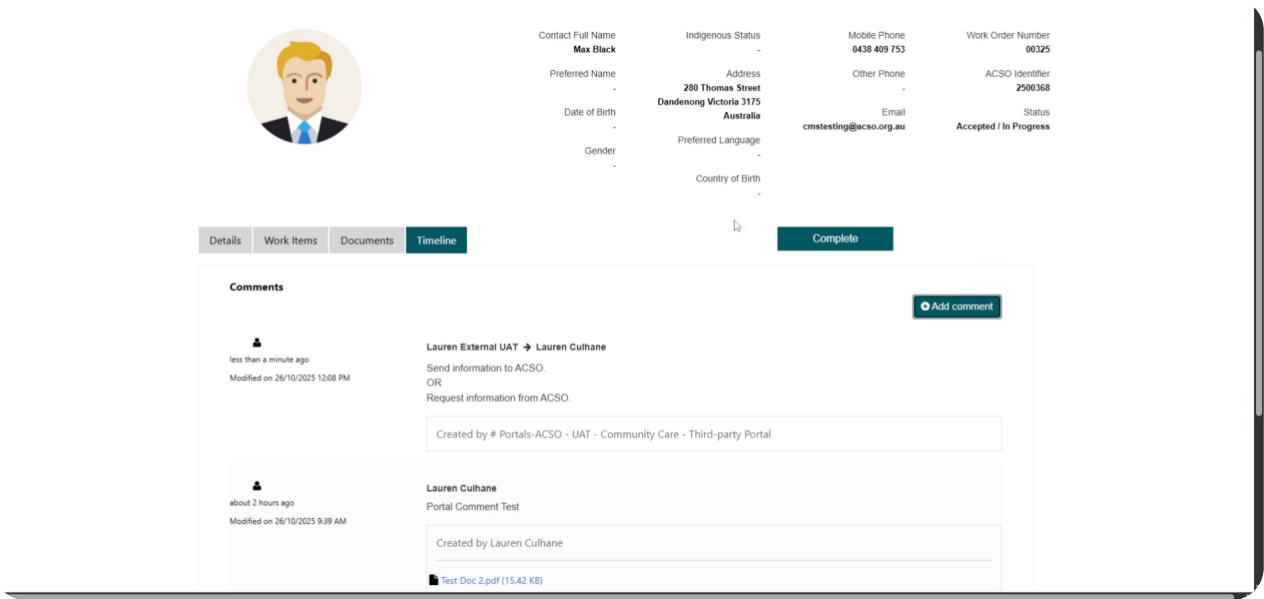 Contact Full Name
Max Black
Preferred Name
-
Date of Birth
-
Gender
-
Indigenous Status
-
Address
280 Thomas Street
Dandenong Victoria 3175
Australia
Preferred Language
-
Country of Birth
-
Mobile Phone
0438 409 753
Other Phone
-
Email
cmstesting@acso.org.au
Work Order Number
00325
ACSO Identifier
2500368
Status
Accepted / In Progress
Details Work Items Documents Timeline
Complete
Comments
Add comment
less than a minute ago
Modified on 26/10/2025 12:08 PM
Lauren External UAT → Lauren Culhane
Send information to ACSO.
OR
Request information from ACSO.
Created by # Portals-ACSO - UAT - Community Care - Third-party Portal
about 2 hours ago
Modified on 26/10/2025 9:39 AM
Lauren Culhane
Portal Comment Test
Created by Lauren Culhane
Test Doc 2.pdf (15.42 KB)